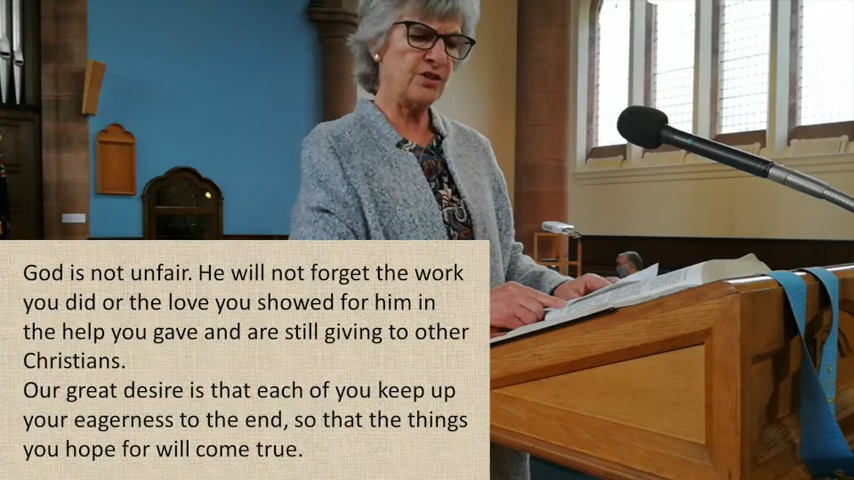 God is not unfair. He will not forget the work
you did or the love you showed for him in
the help you gave and are still giving to other
Christians.
Our great desire is that each of you keep up
your eagerness to the end, so that the things
you hope for will come true.